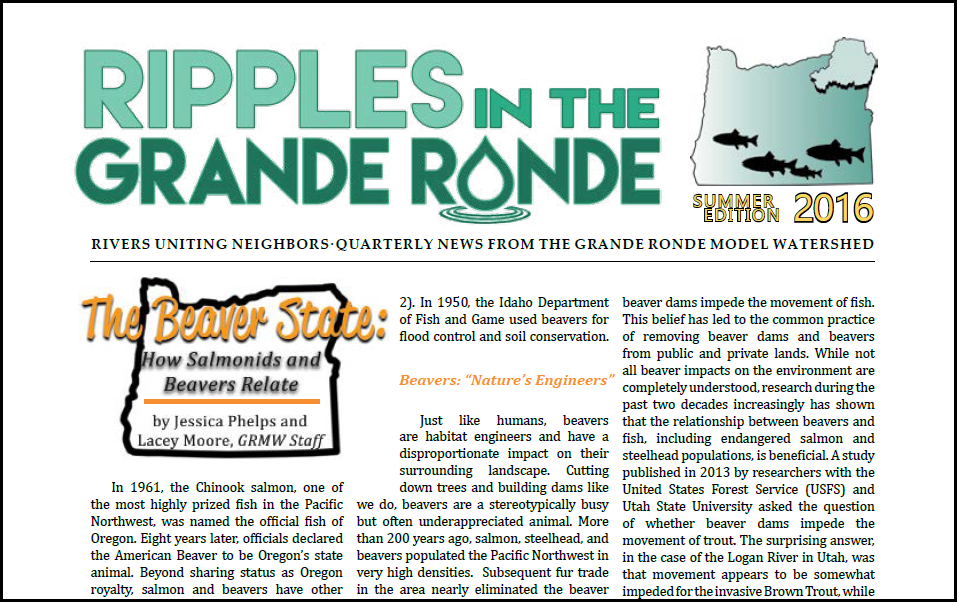 RIPPLES IN THE
GRANDE RONDE
SUMMER
EDITION 2016
RIVERS UNITING NEIGHBORS·QUARTERLY NEWS FROM THE GRANDE RONDE MODEL WATERSHED
The Beaver State:
How Salmonids and
Beavers Relate
by Jessica Phelps and
Lacey Moore, GRMW Staff
In 1961, the Chinook salmon, one of
the most highly prized fish in the Pacific
Northwest, was named the official fish of
Oregon. Eight years later, officials declared
the American Beaver to be Oregon's state
animal. Beyond sharing status as Oregon
royalty, salmon and beavers have other
2). In 1950, the Idaho Department
of Fish and Game used beavers for
flood control and soil conservation.
Beavers: “Nature’s Engineers”
Just like humans, beavers
are habitat engineers and have a
disproportionate impact on their
surrounding landscape. Cutting
down trees and building dams like
we do, beavers are a stereotypically busy
but often underappreciated animal. More
than 200 years ago, salmon, steelhead, and
beavers populated the Pacific Northwest in
very high densities. Subsequent fur trade
in the area nearly eliminated the beaver
beaver dams impede the movement of fish.
This belief has led to the common practice
of removing beaver dams and beavers
from public and private lands. While not
all beaver impacts on the environment are
completely understood, research during the
past two decades increasingly has shown
that the relationship between beavers and
fish, including endangered salmon and
steelhead populations, is beneficial. A study
published in 2013 by researchers with the
United States Forest Service (USFS) and
Utah State University asked the question
of whether beaver dams impede the
movement of trout. The surprising answer,
in the case of the Logan River in Utah, was
that movement appears to be somewhat
impeded for the invasive Brown Trout, while